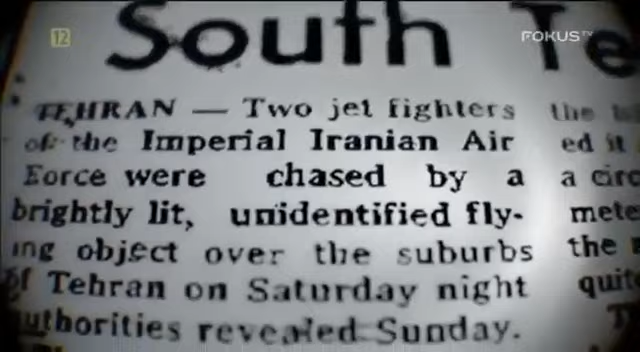 12
FOKUS TV
South Te
TEHRAN — Two jet fighters
of the Imperial Iranian Air
Force were chased by a
brightly lit, unidentified fly-
ing object over the suburbs
of Tehran on Saturday night
authorities revealed Sunday.
the
ed it
a circ
mete
the
quit